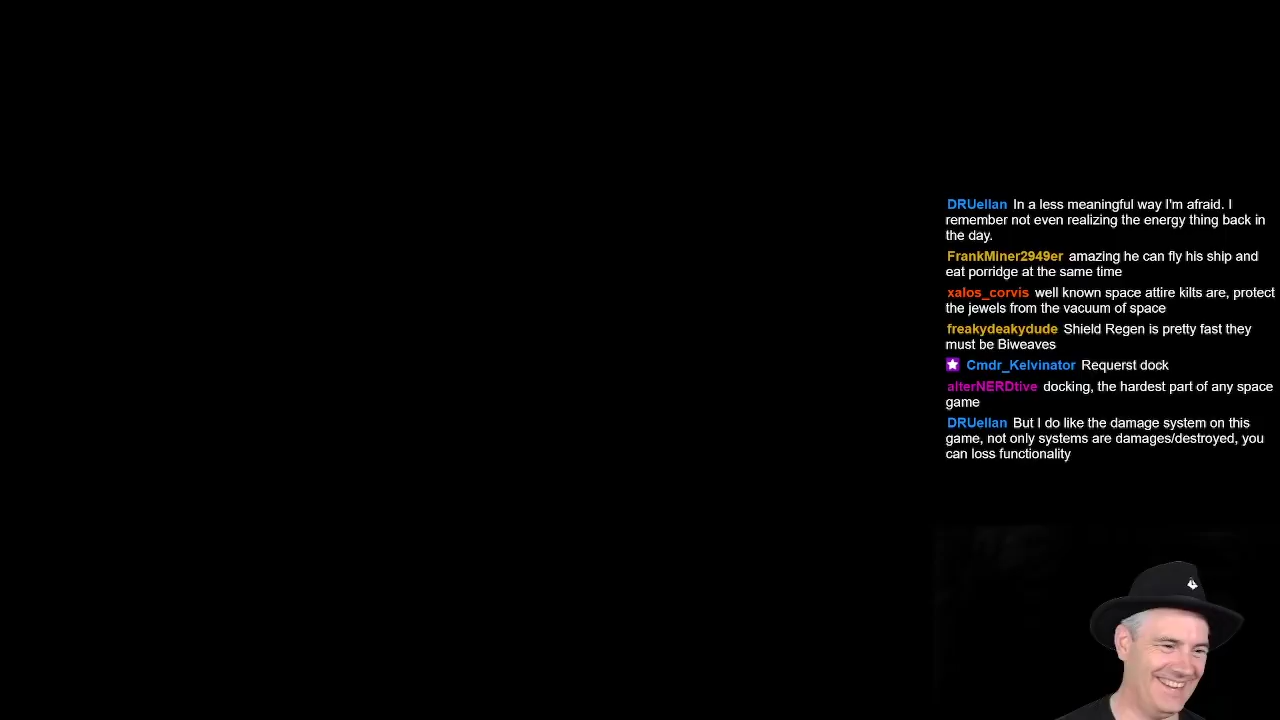 DRUellan In a less meaningful way I'm afraid. I
remember not even realizing the energy thing back in
the day.
FrankMiner2949er amazing he can fly his ship and
eat porridge at the same time
xalos_corvis well known space attire kilts are, protect
the jewels from the vacuum of space
freakydeakydude Shield Regen is pretty fast they
must be Biweaves
Cmdr_Kelvinator Requerst dock
alterNERDtive docking, the hardest part of any space
game
DRUellan But I do like the damage system on this
game, not only systems are damages/destroyed, you
can loss functionality